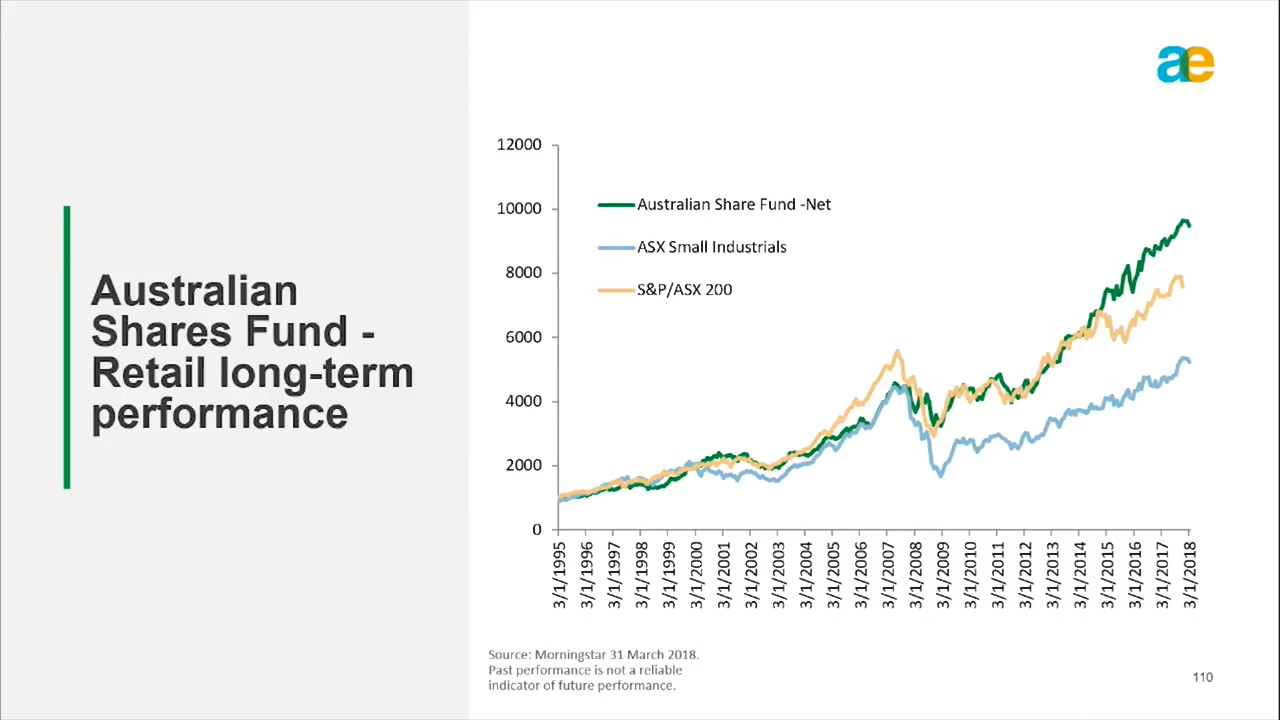 Australian
Shares Fund -
Retail long-term
performance
ae
12000
10000
8000
6000
4000
2000
0
Australian Share Fund -Net
ASX Small Industrials
S&P/ASX 200
3/1/1995
3/1/1996
3/1/1997
3/1/1998
3/1/1999
3/1/2000
3/1/2001
3/1/2002
3/1/2003
3/1/2004
3/1/2005
3/1/2006
3/1/2007
3/1/2008
3/1/2009
3/1/2010
3/1/2011
3/1/2012
3/1/2013
3/1/2014
3/1/2015
3/1/2016
3/1/2017
3/1/2018
Source: Morningstar 31 March 2018.
Past performance is not a reliable
indicator of future performance.
110